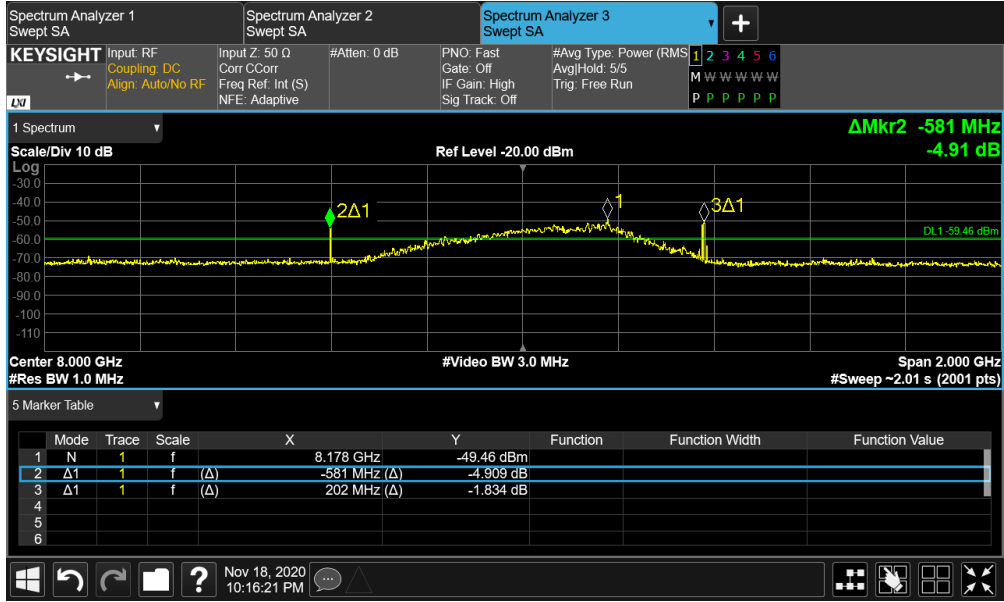 Spectrum Analyzer 1
Swept SA
Spectrum Analyzer 2
Swept SA
Spectrum Analyzer 3
Swept SA
▼
+
KEYSIGHT
LXI
Input: RF
Coupling: DC
Align: Auto/No RF
Input Z: 50 Ω
Corr CCorr
Freq Ref: Int (S)
NFE: Adaptive
#Atten: 0 dB
PNO: Fast
Gate: Off
IF Gain: High
Sig Track: Off
#Avg Type: Power (RMS
Avg|Hold: 5/5
Trig: Free Run
1 2 3 4 5 6
M W W W W W
P P P P P P
1 Spectrum ▼
ΔMkr2 -581 MHz
-4.91 dB
Scale/Div 10 dB
Ref Level -20.00 dBm
Log
-30.0
-40.0
-50.0
-60.0
-70.0
-80.0
-90.0
-100
-110
2Δ1
1
3Δ1
DL1 -59.46 dBm
Center 8.000 GHz
#Video BW 3.0 MHz
Span 2.000 GHz
#Res BW 1.0 MHz
#Sweep ~2.01 s (2001 pts)
5 Marker Table ▼
Mode Trace Scale X Y Function Function Width Function Value
1 N 1 f 8.178 GHz -49.46 dBm
2 Δ1 1 f (Δ) -581 MHz (Δ) -4.909 dB
3 Δ1 1 f (Δ) 202 MHz (Δ) -1.834 dB
4
5
6
?
Nov 18, 2020
10:16:21 PM